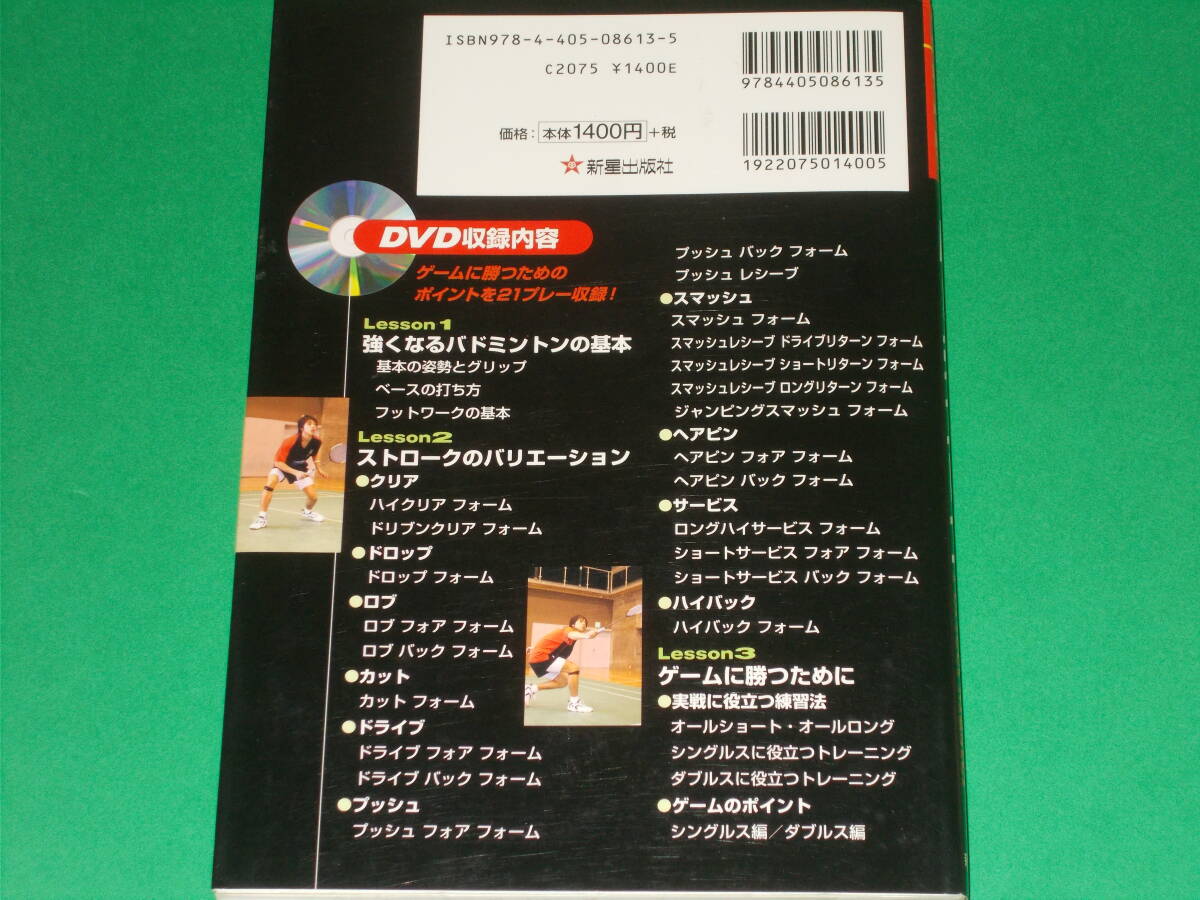 ISBN978-4-405-08613-5
C2075 ¥1400E
9784405086135
価格：本体1400円＋税
1922075014005
新星出版社
DVD収録内容
ゲームに勝つための
ポイントを21プレー収録！
Lesson1
強くなるバドミントンの基本
基本の姿勢とグリップ
ベースの打ち方
フットワークの基本
Lesson2
ストロークのバリエーション
●クリア
ハイクリア フォーム
ドリブンクリア フォーム
●ドロップ
ドロップ フォーム
●ロブ
ロブ フォア フォーム
ロブ バック フォーム
●カット
カット フォーム
●ドライブ
ドライブ フォア フォーム
ドライブ バック フォーム
●プッシュ
プッシュ フォア フォーム
プッシュ バック フォーム
プッシュ レシーブ
●スマッシュ
スマッシュ フォーム
スマッシュレシーブ ドライブリターン フォーム
スマッシュレシーブ ショートリターン フォーム
スマッシュレシーブ ロングリターン フォーム
ジャンピングスマッシュ フォーム
●ヘアピン
ヘアピン フォア フォーム
ヘアピン バック フォーム
●サービス
ロングハイサービス フォーム
ショートサービス フォア フォーム
ショートサービス バック フォーム
●ハイバック
ハイバック フォーム
Lesson3
ゲームに勝つために
●実戦に役立つ練習法
オールショート・オールロング
シングルスに役立つトレーニング
ダブルスに役立つトレーニング
●ゲームのポイント
シングルス編／ダブルス編